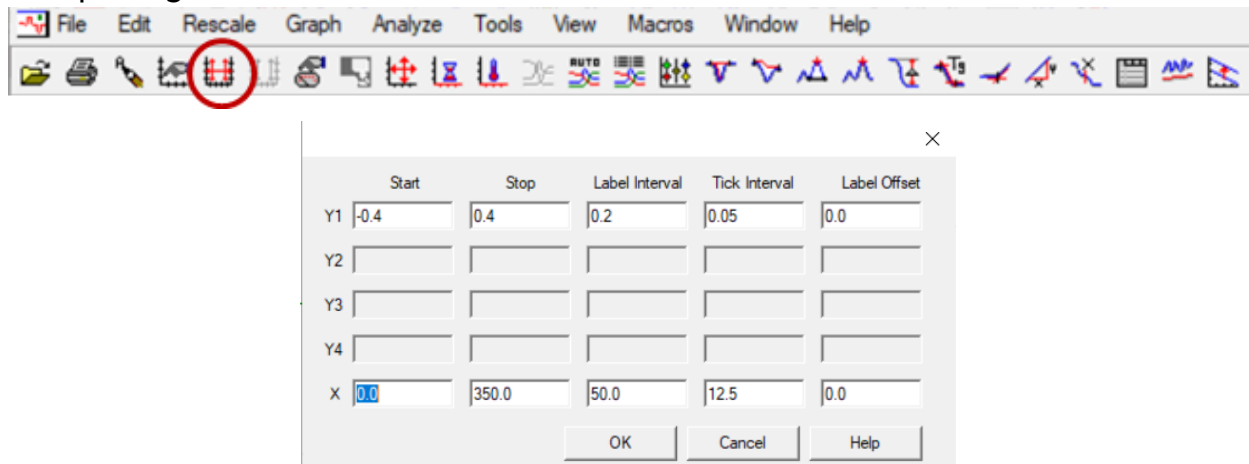 File Edit Rescale Graph Analyze Tools View Macros Window Help
AUTO Tg
Start Stop Label Interval Tick Interval Label Offset
Y1 -0.4 0.4 0.2 0.05 0.0
Y2
Y3
Y4
X 0.0 350.0 50.0 12.5 0.0
OK Cancel Help